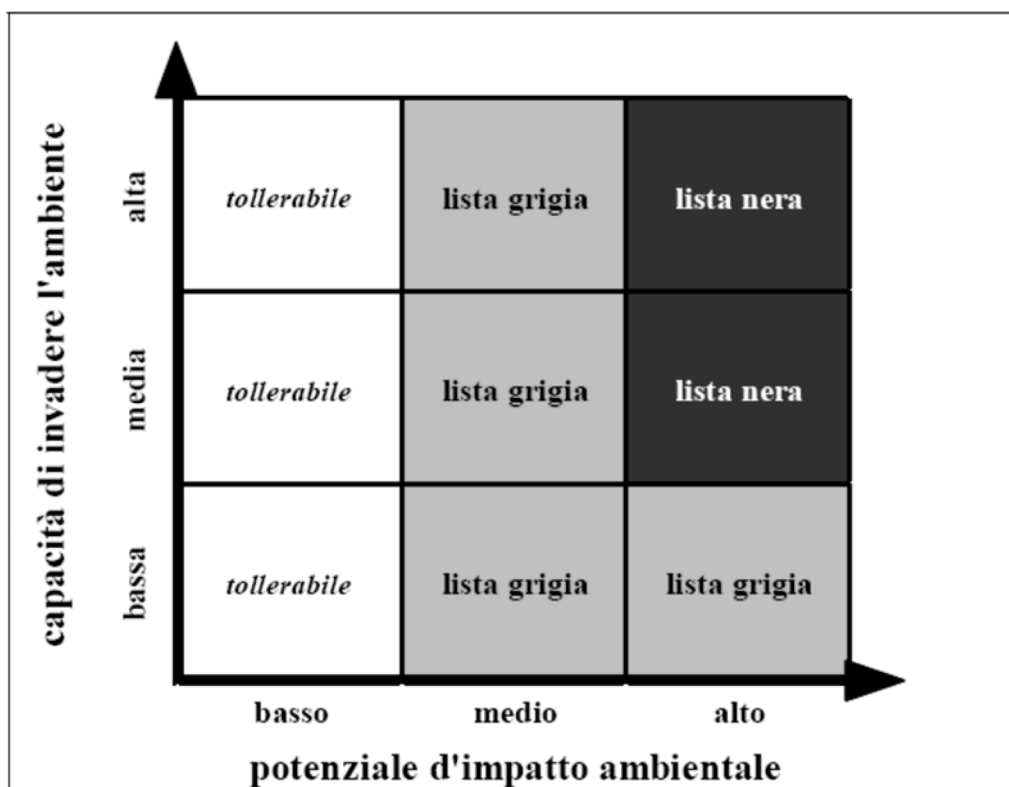 capacità di invadere l'ambiente
alta
tollerabile
lista grigia
lista nera
media
tollerabile
lista grigia
lista nera
bassa
tollerabile
lista grigia
lista grigia
basso
medio
alto
potenziale d'impatto ambientale